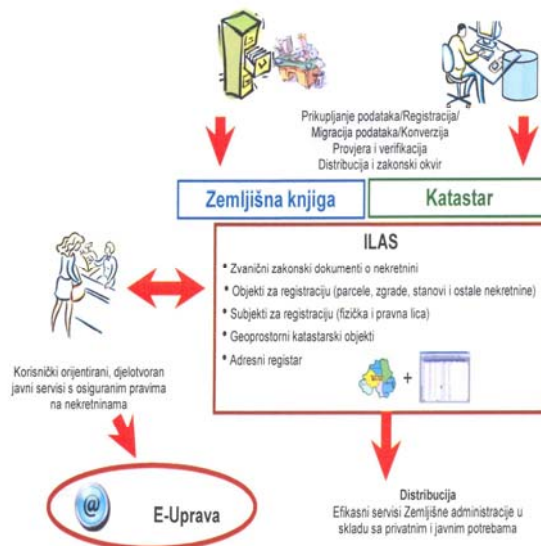 Prikupljanje podataka/Registracija/
Migracija podataka/Konverzija
Provjera i verifikacija
Distribucija i zakonski okvir
Zemljišna knjiga
Katastar
ILAS
• Zvanični zakonski dokumenti o nekretnini
• Objekti za registraciju (parcele, zgrade, stanovi i ostale nekretnine)
• Subjekti za registraciju (fizička i pravna lica)
• Geoprostorni katastarski objekti
• Adresni registar
+
Korisnički orijentirani, djelotvoran
javni servisi s osiguranim pravima
na nekretninama
@
E-Uprava
Distribucija
Efikasni servisi Zemljišne administracije u
skladu sa privatnim i javnim potrebama